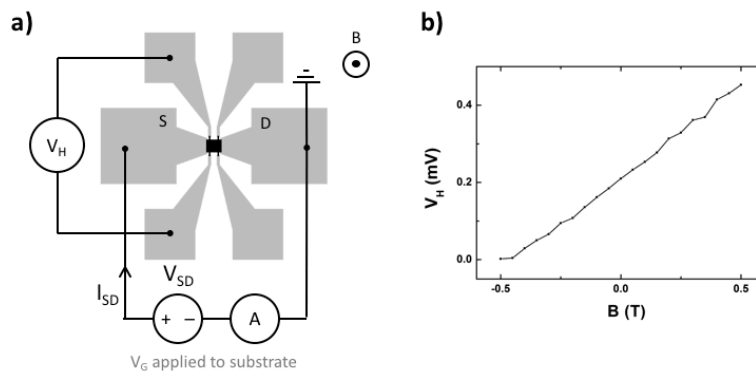 a)
B
S
D
V_H
V_SD
I_SD
+ −
A
V_G applied to substrate
b)
V_H (mV)
0.4
0.2
0.0
-0.5
0.0
0.5
B (T)